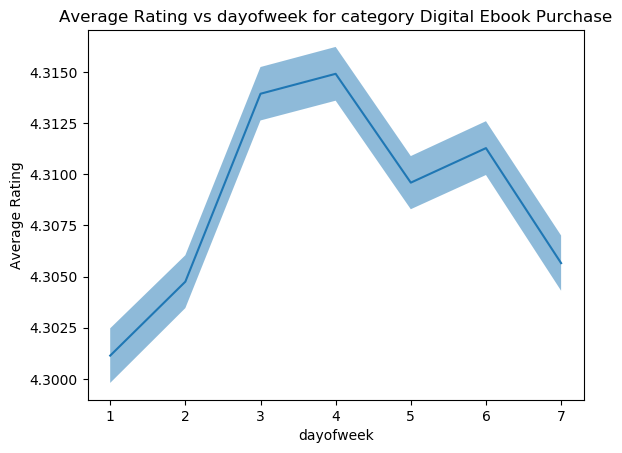 Average Rating vs dayofweek for category Digital Ebook Purchase
Average Rating
4.3150
4.3125
4.3100
4.3075
4.3050
4.3025
4.3000
1 2 3 4 5 6 7
dayofweek